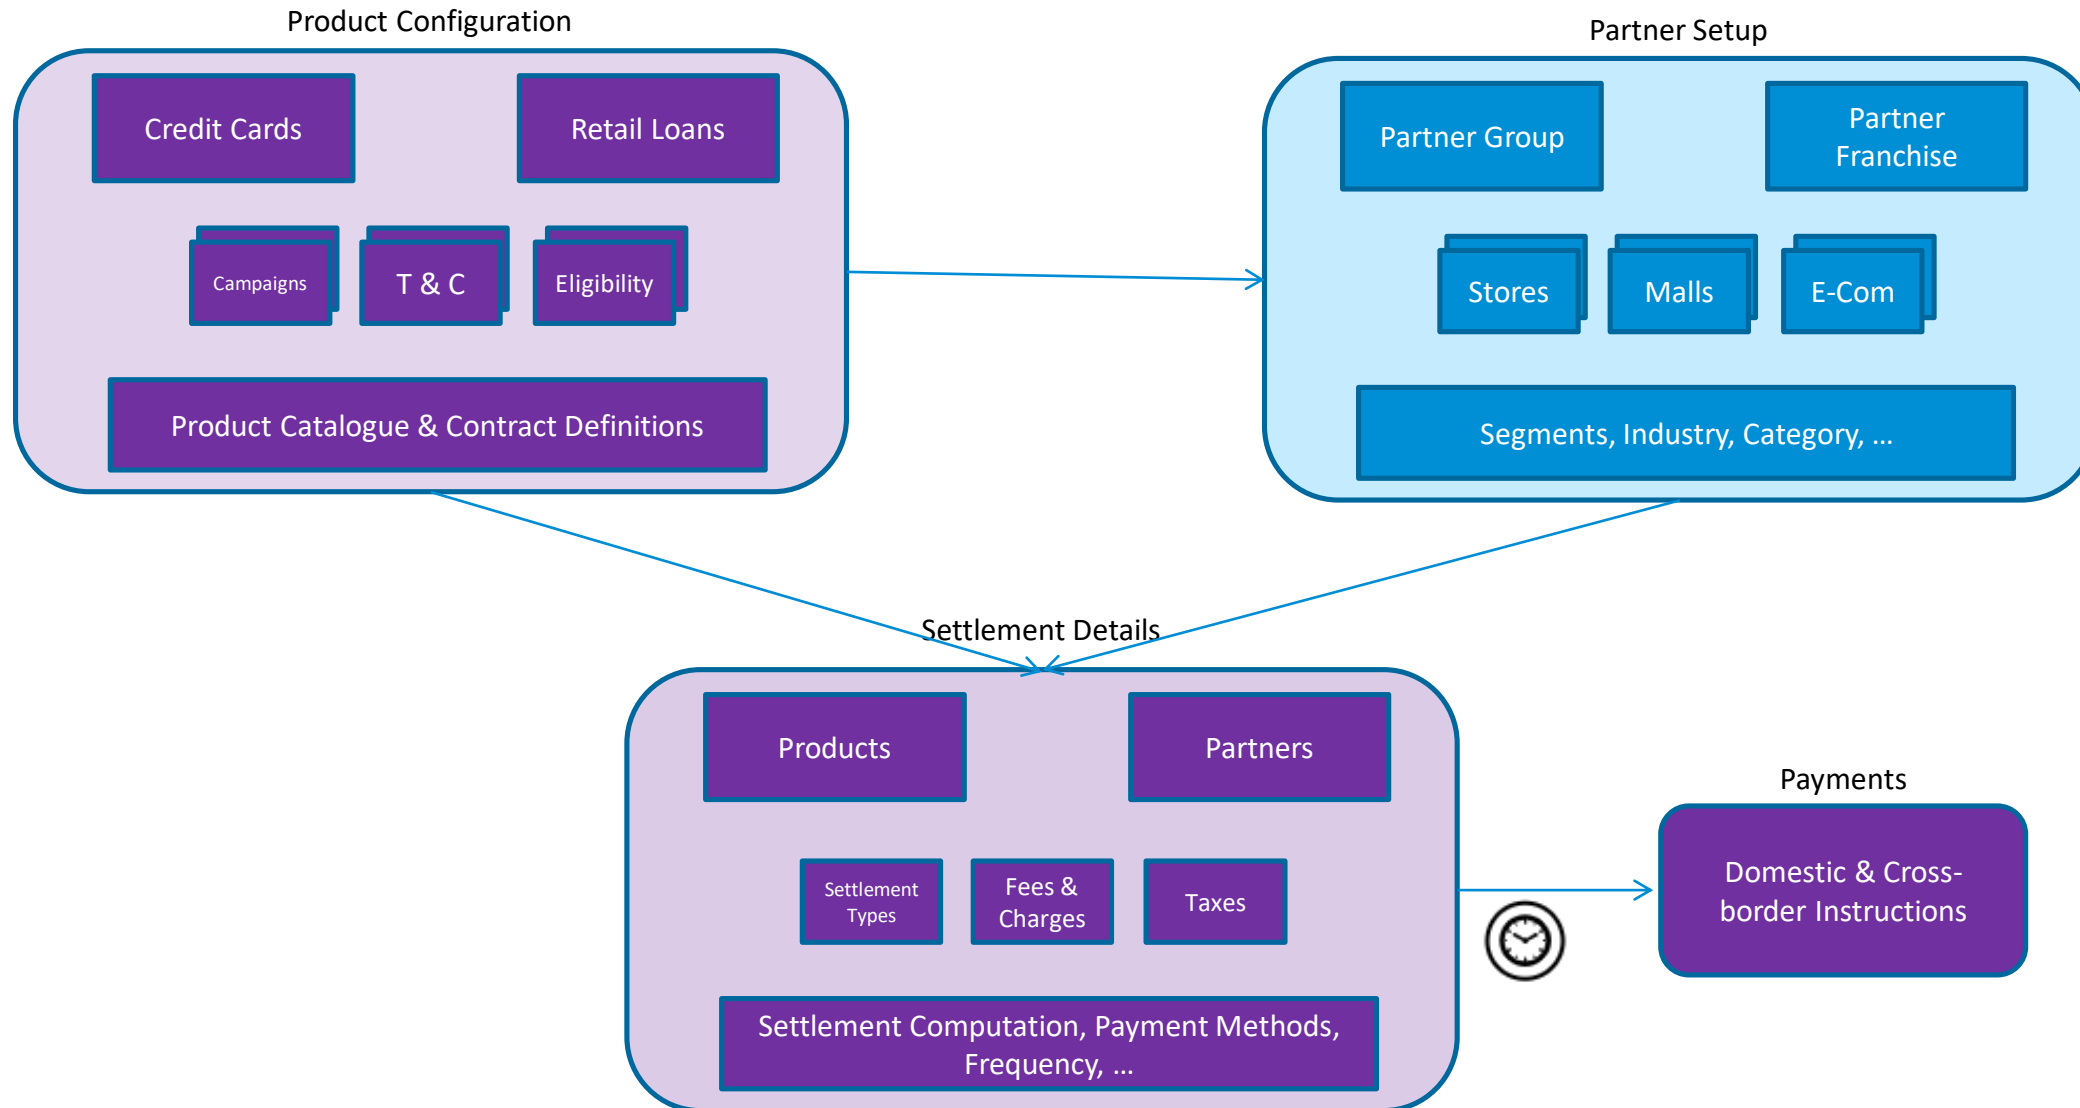 Product Configuration
Credit Cards
Retail Loans
Campaigns
T & C
Eligibility
Product Catalogue & Contract Definitions
Partner Setup
Partner Group
Partner
Franchise
Stores
Malls
E-Com
Segments, Industry, Category, ...
Settlement Details
Products
Partners
Settlement
Types
Fees &
Charges
Taxes
Settlement Computation, Payment Methods,
Frequency, ...
Payments
Domestic & Cross-
border Instructions